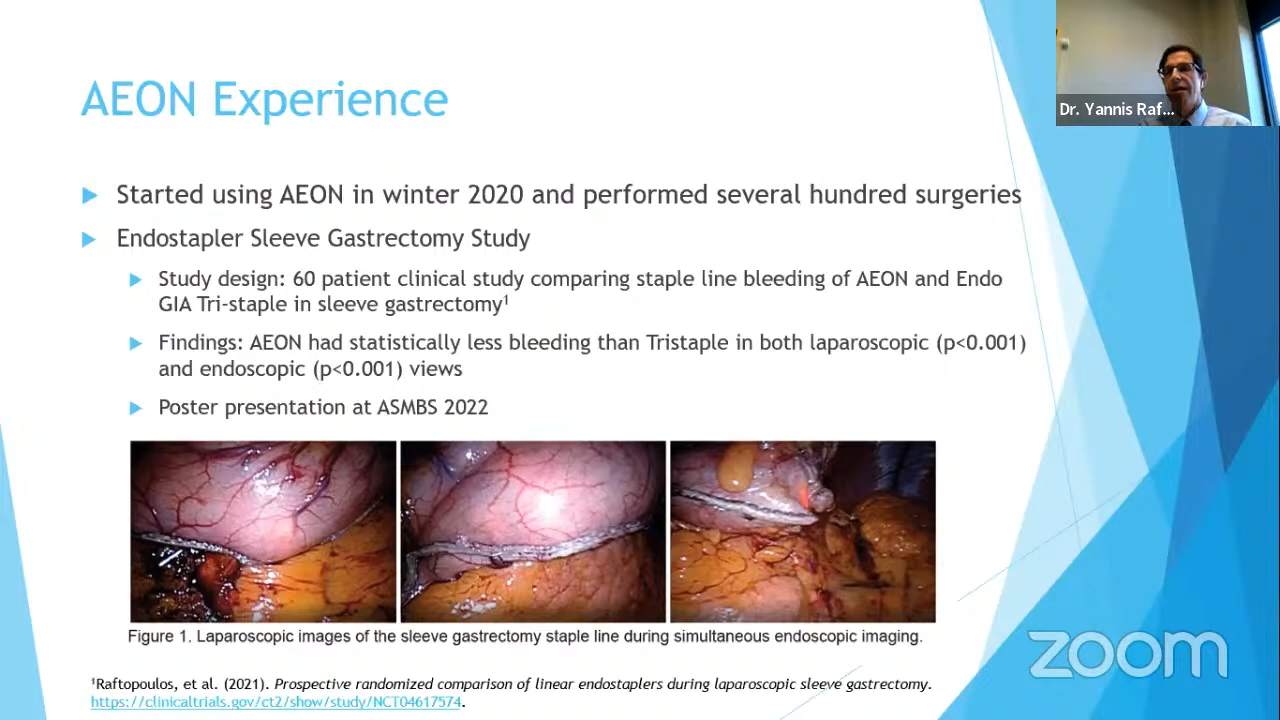 AEON Experience
Dr. Yannis Raf...
Started using AEON in winter 2020 and performed several hundred surgeries
Endostapler Sleeve Gastrectomy Study
Study design: 60 patient clinical study comparing staple line bleeding of AEON and Endo
GIA Tri-staple in sleeve gastrectomy¹
Findings: AEON had statistically less bleeding than Tristaple in both laparoscopic (p<0.001)
and endoscopic (p<0.001) views
Poster presentation at ASMBS 2022
Figure 1. Laparoscopic images of the sleeve gastrectomy staple line during simultaneous endoscopic imaging.
¹Raftopoulos, et al. (2021). Prospective randomized comparison of linear endostaplers during laparoscopic sleeve gastrectomy.
https://clinicaltrials.gov/ct2/show/study/NCT04617574.
zoom